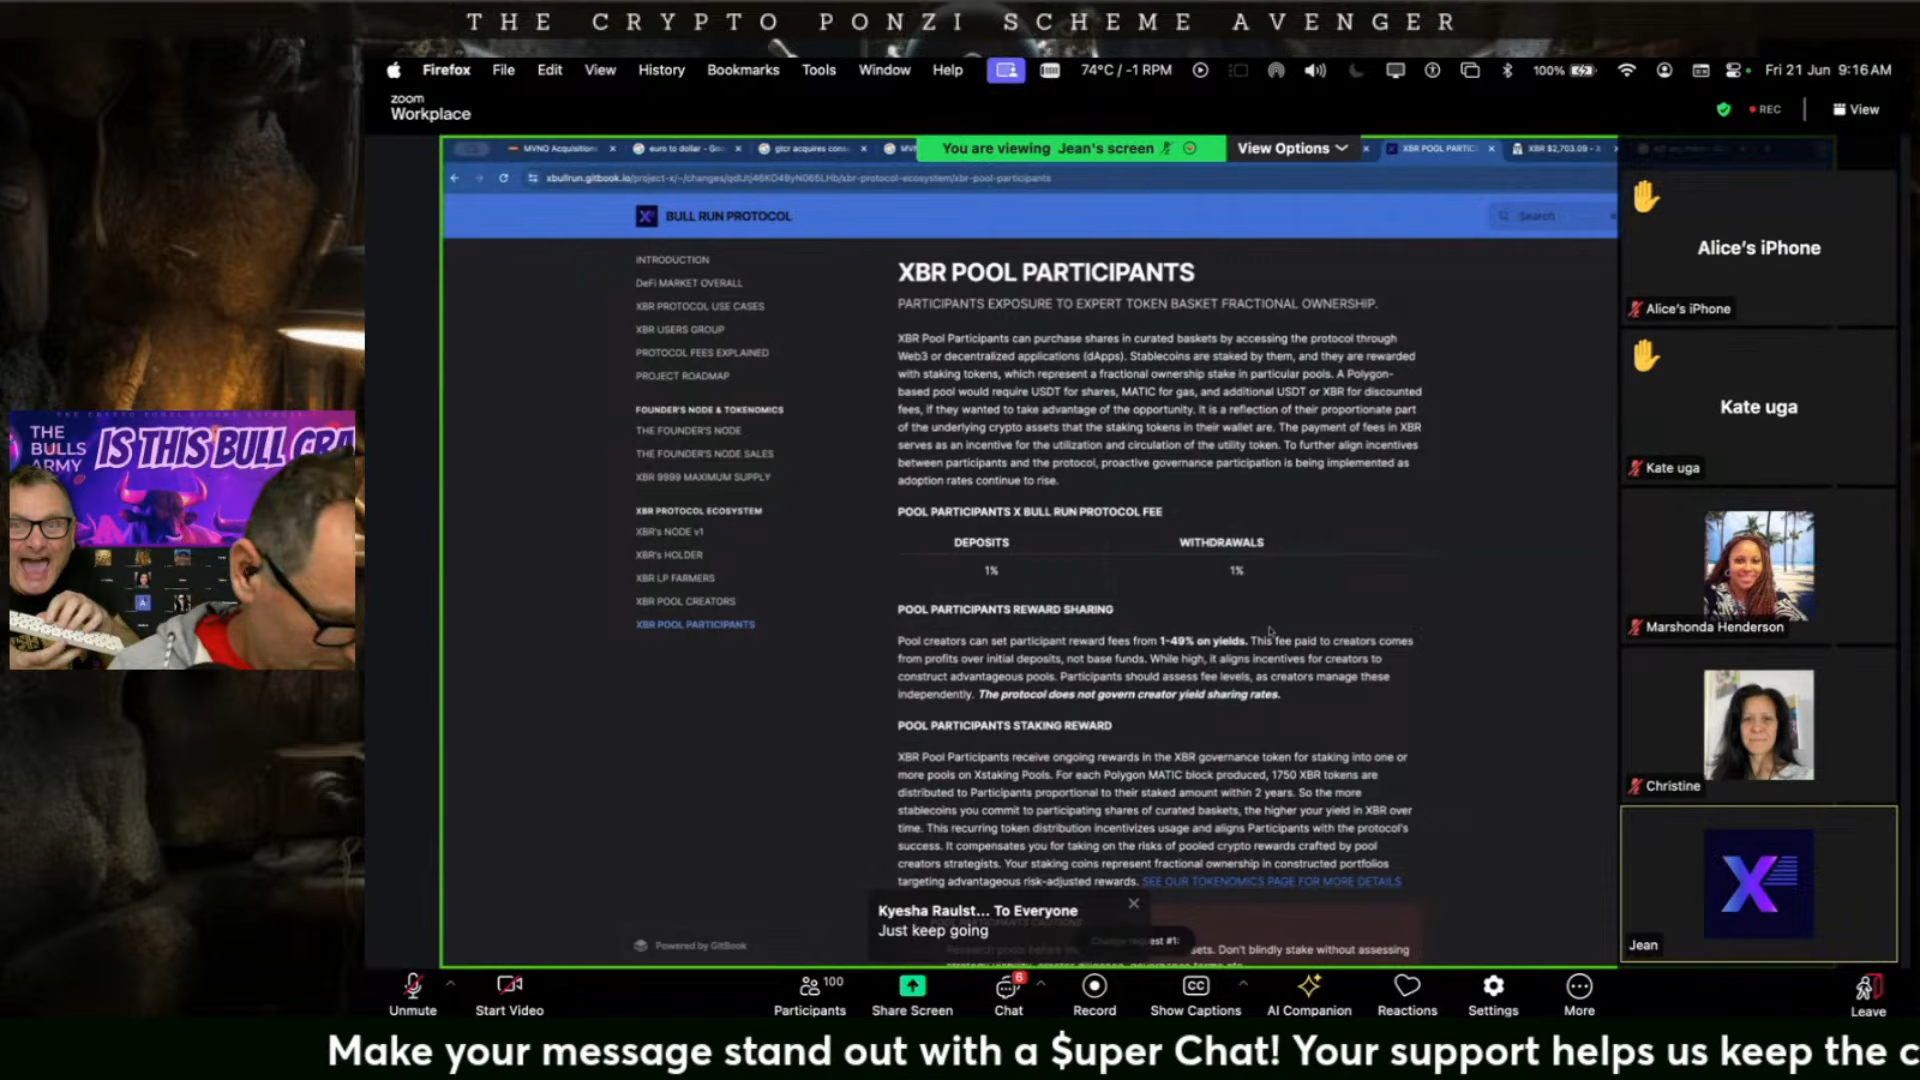 THE CRYPTO PONZI SCHEME AVENGER
Firefox File Edit View History Bookmarks Tools Window Help 74°C / -1 RPM 100% Fri 21 Jun 9:16 AM
zoom
Workplace
REC View
MVNO Acquisitions euro to dollar - Goo gtcr acquires cons You are viewing Jean's screen View Options XBR POOL PARTIC XBR $2,703.09 - X
BULL RUN PROTOCOL
Search
INTRODUCTION
DeFi MARKET OVERALL
XBR PROTOCOL USE CASES
XBR USERS GROUP
PROTOCOL FEES EXPLAINED
PROJECT ROADMAP
FOUNDER'S NODE & TOKENOMICS
THE FOUNDER'S NODE
THE FOUNDER'S NODE SALES
XBR 9999 MAXIMUM SUPPLY
XBR PROTOCOL ECOSYSTEM
XBR's NODE v1
XBR's HOLDER
XBR LP FARMERS
XBR POOL CREATORS
XBR POOL PARTICIPANTS
Powered by GitBook
XBR POOL PARTICIPANTS
PARTICIPANTS EXPOSURE TO EXPERT TOKEN BASKET FRACTIONAL OWNERSHIP.
XBR Pool Participants can purchase shares in curated baskets by accessing the protocol through
Web3 or decentralized applications (dApps). Stablecoins are staked by them, and they are rewarded
with staking tokens, which represent a fractional ownership stake in particular pools. A Polygon-
based pool would require USDT for shares, MATIC for gas, and additional USDT or XBR for discounted
fees, if they wanted to take advantage of the opportunity. It is a reflection of their proportionate part
of the underlying crypto assets that the staking tokens in their wallet are. The payment of fees in XBR
serves as an incentive for the utilization and circulation of the utility token. To further align incentives
between participants and the protocol, proactive governance participation is being implemented as
adoption rates continue to rise.
POOL PARTICIPANTS X BULL RUN PROTOCOL FEE
DEPOSITS WITHDRAWALS
1% 1%
POOL PARTICIPANTS REWARD SHARING
Pool creators can set participant reward fees from 1-49% on yields. This fee paid to creators comes
from profits over initial deposits, not base funds. While high, it aligns incentives for creators to
construct advantageous pools. Participants should assess fee levels, as creators manage these
independently. The protocol does not govern creator yield sharing rates.
POOL PARTICIPANTS STAKING REWARD
XBR Pool Participants receive ongoing rewards in the XBR governance token for staking into one or
more pools on Xstaking Pools. For each Polygon MATIC block produced, 1750 XBR tokens are
distributed to Participants proportional to their staked amount within 2 years. So the more
stablecoins you commit to participating shares of curated baskets, the higher your yield in XBR over
time. This recurring token distribution incentivizes usage and aligns Participants with the protocol's
success. It compensates you for taking on the risks of pooled crypto rewards crafted by pool
creators strategists. Your staking coins represent fractional ownership in constructed portfolios
targeting advantageous risk-adjusted rewards. SEE OUR TOKENOMICS PAGE FOR MORE DETAILS
Kyesha Raulst... To Everyone
Just keep going
sets. Don't blindly stake without assessing
Alice's iPhone
Alice's iPhone
Kate uga
Kate uga
Marshonda Henderson
Christine
X
Jean
THE
BULLS
ARMY
IS THIS BULL CRA
Unmute Start Video Participants 100 Share Screen Chat 6 Record Show Captions AI Companion Reactions Settings More Leave
Make your message stand out with a $uper Chat! Your support helps us keep the c